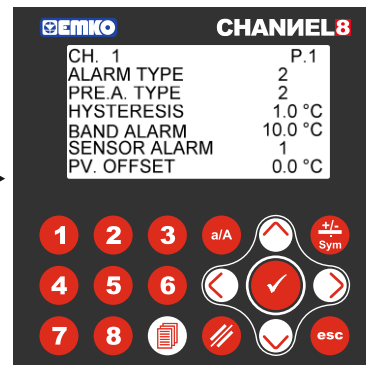 EMKO CHANИEL8
CH. 1 P.1
ALARM TYPE 2
PRE.A. TYPE 2
HYSTERESIS 1.0 °C
BAND ALARM 10.0 °C
SENSOR ALARM 1
PV. OFFSET 0.0 °C
1 2 3 a/A +/- Sym
4 5 6
7 8 esc